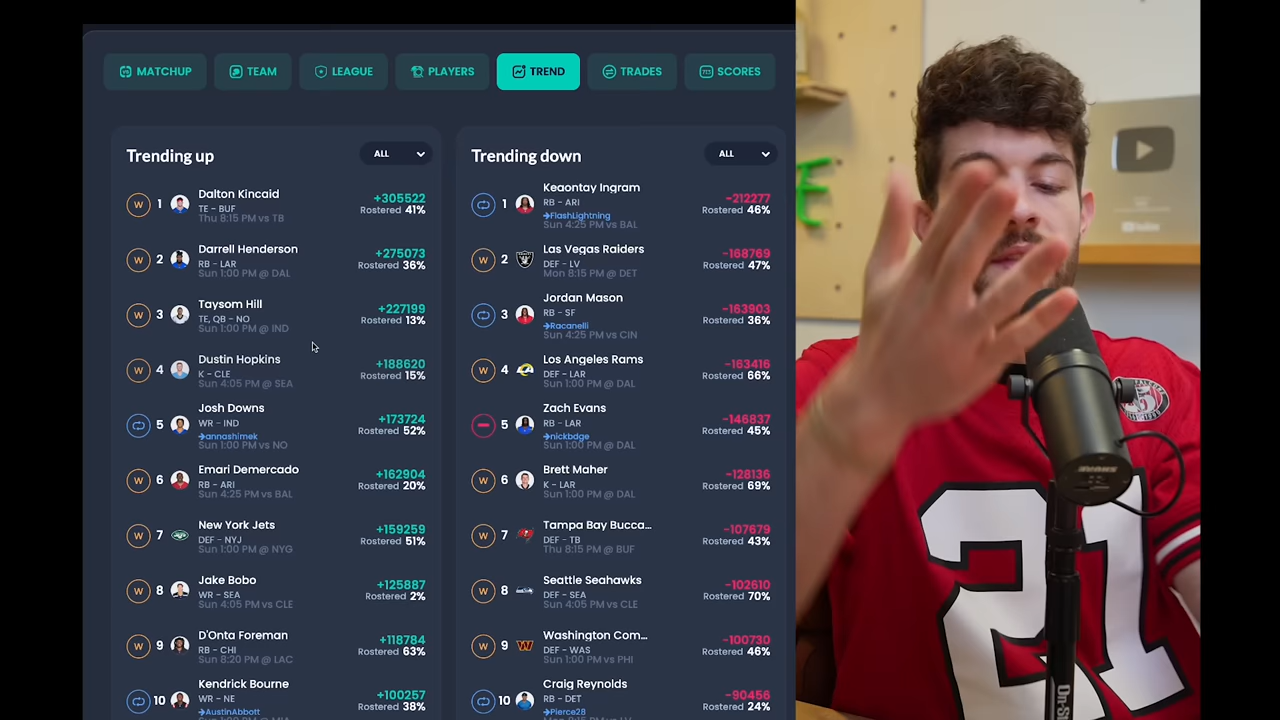 MATCHUP
TEAM
LEAGUE
PLAYERS
TREND
TRADES
SCORES
Trending up
ALL
W
1
Dalton Kincaid
TE - BUF
Thu 8:15 PM vs TB
+305522
Rostered 41%
W
2
Darrell Henderson
RB - LAR
Sun 1:00 PM @ DAL
+275073
Rostered 36%
W
3
Taysom Hill
TE, QB - NO
Sun 1:00 PM @ IND
+227199
Rostered 13%
W
4
Dustin Hopkins
K - CLE
Sun 4:05 PM @ SEA
+188620
Rostered 15%
5
Josh Downs
WR - IND
annashimek
Sun 1:00 PM vs NO
+173724
Rostered 52%
W
6
Emari Demercado
RB - ARI
Sun 4:25 PM vs BAL
+162904
Rostered 20%
W
7
New York Jets
DEF - NYJ
Sun 1:00 PM @ NYG
+159259
Rostered 51%
W
8
Jake Bobo
WR - SEA
Sun 4:05 PM vs CLE
+125887
Rostered 2%
W
9
D'Onta Foreman
RB - CHI
Sun 8:20 PM @ LAC
+118784
Rostered 63%
10
Kendrick Bourne
WR - NE
AustinAbbott
+100257
Rostered 38%
Trending down
ALL
1
Keaontay Ingram
RB - ARI
FlashLightning
Sun 4:25 PM vs BAL
-212277
Rostered 46%
W
2
Las Vegas Raiders
DEF - LV
Mon 8:15 PM @ DET
-168769
Rostered 47%
3
Jordan Mason
RB - SF
Racanelli
Sun 4:25 PM vs CIN
-163903
Rostered 36%
W
4
Los Angeles Rams
DEF - LAR
Sun 1:00 PM @ DAL
-163416
Rostered 66%
5
Zach Evans
RB - LAR
nickbdge
Sun 1:00 PM @ DAL
-146837
Rostered 45%
W
6
Brett Maher
K - LAR
Sun 1:00 PM @ DAL
-128136
Rostered 69%
W
7
Tampa Bay Bucca...
DEF - TB
Thu 8:15 PM @ BUF
-107679
Rostered 43%
W
8
Seattle Seahawks
DEF - SEA
Sun 4:05 PM vs CLE
-102610
Rostered 70%
W
9
Washington Com...
DEF - WAS
Sun 1:00 PM vs PHI
-100730
Rostered 46%
10
Craig Reynolds
RB - DET
Pierce28
-90456
Rostered 24%
21